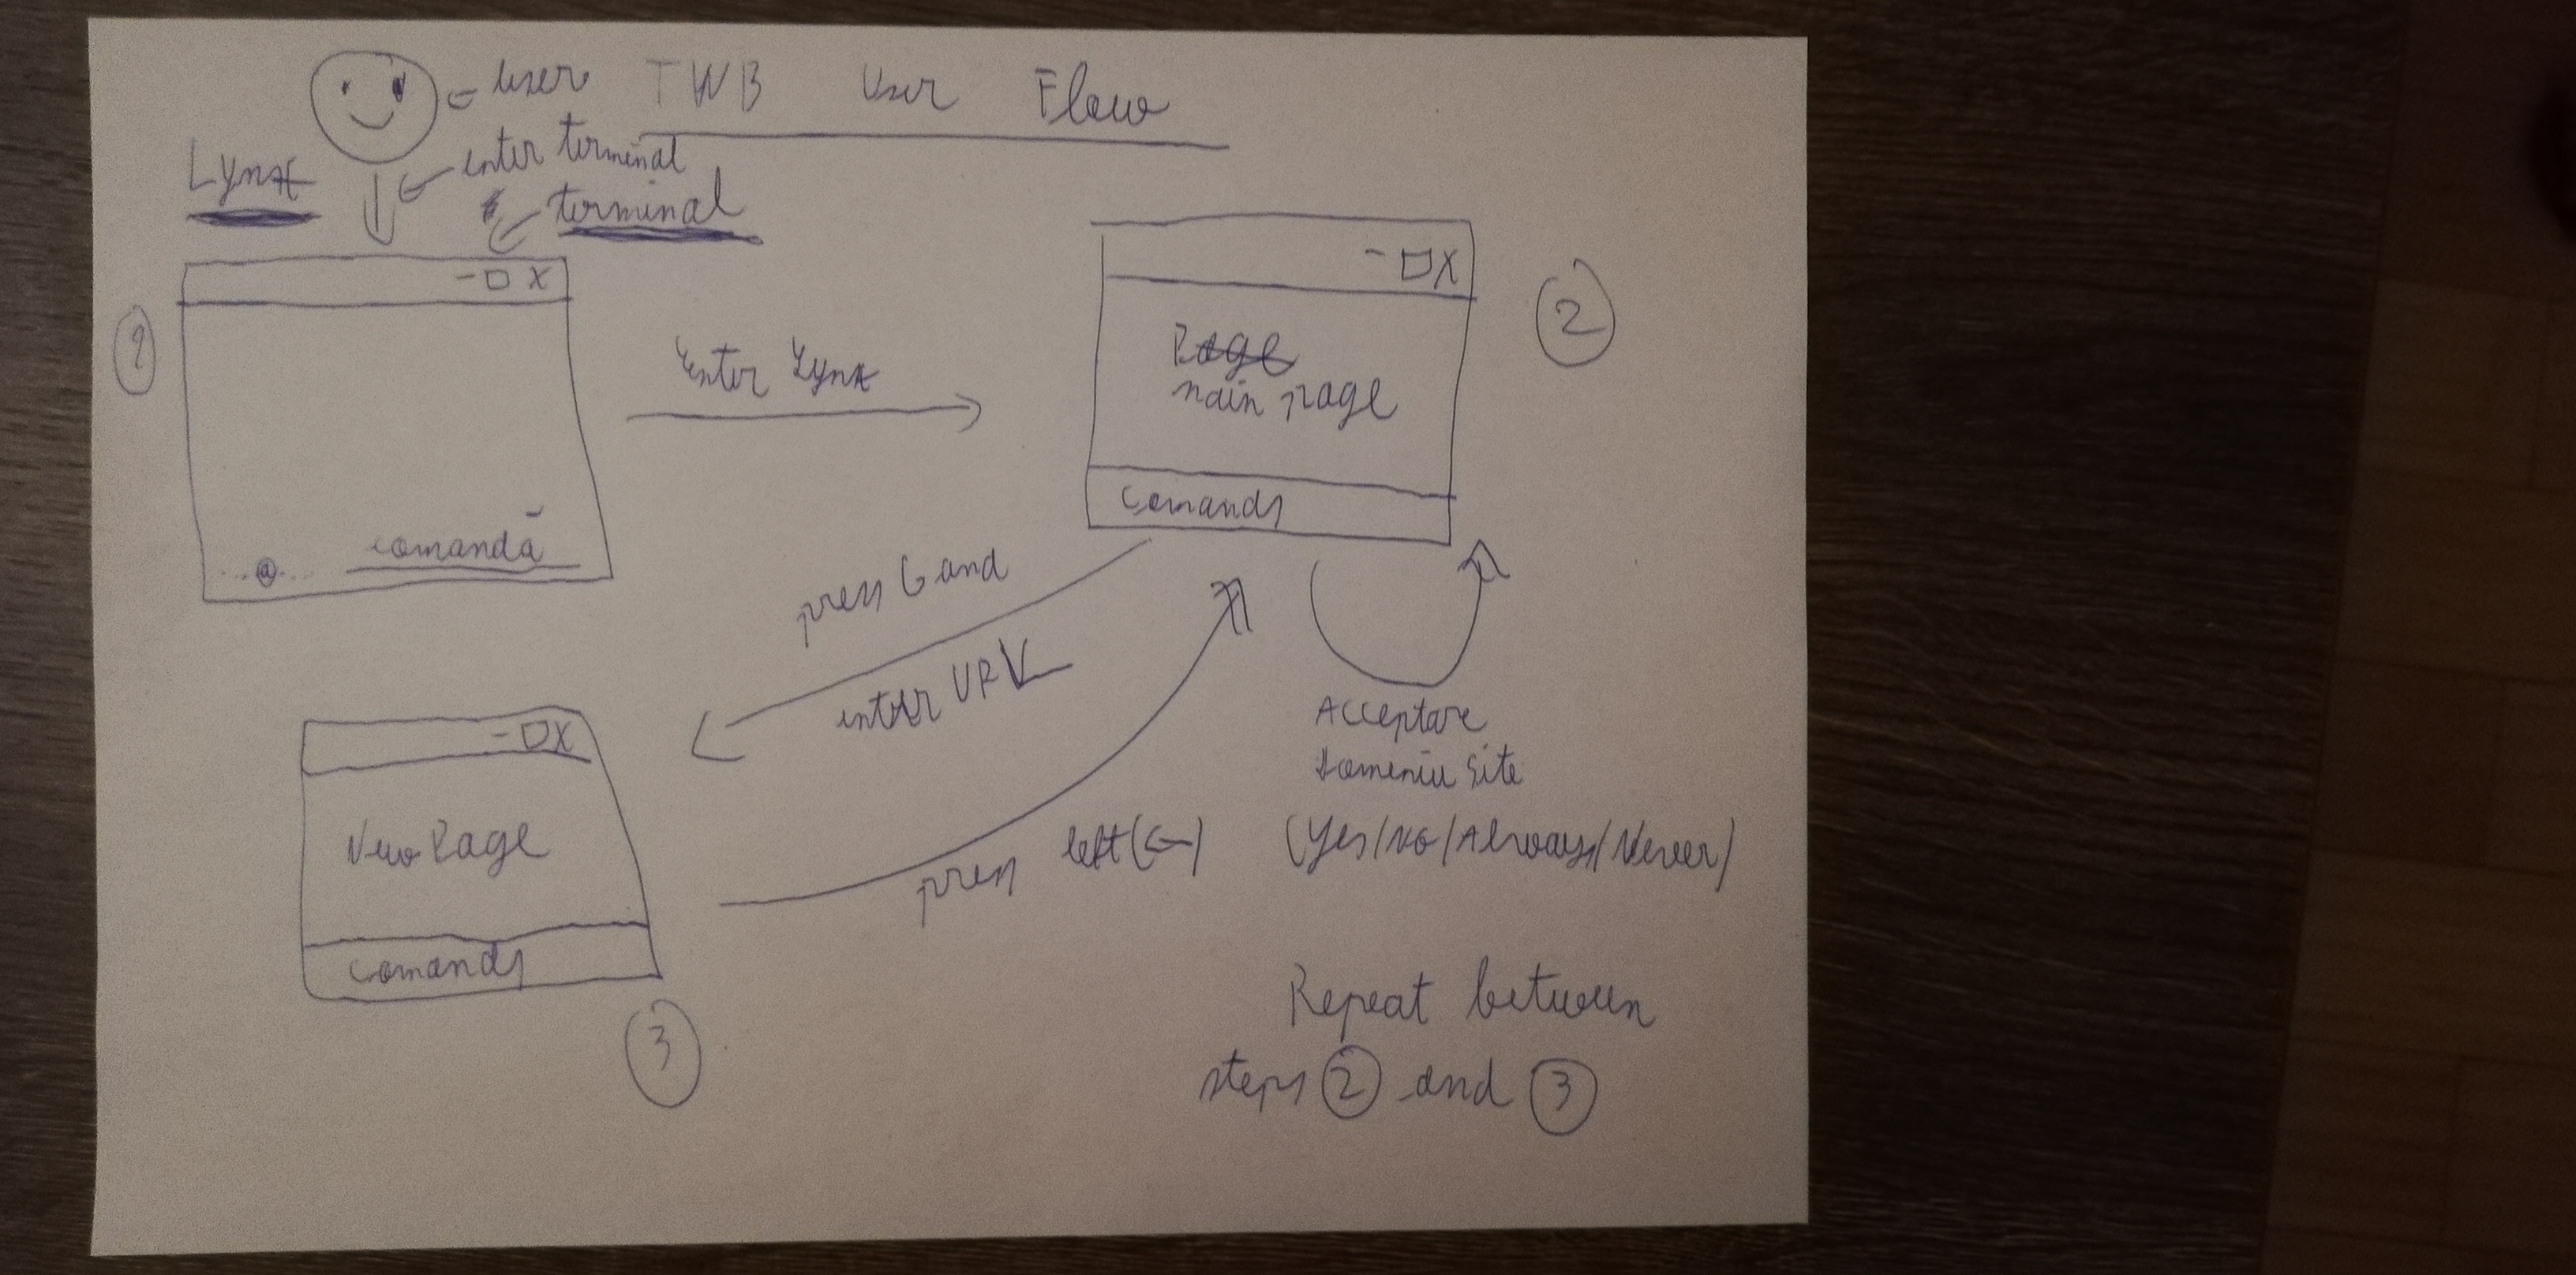 user
TWB User Flow
enter terminal
Lynx
terminal
- □ X
1
comandă
...@...
Enter Lynx
- □ X
2
main page
Comands
press G and
enter URL
Acceptare
Domeniu Site
(Yes/No/Always/Never)
press left(←)
- □ X
New Page
Comands
3
Repeat between
steps 2 and 3